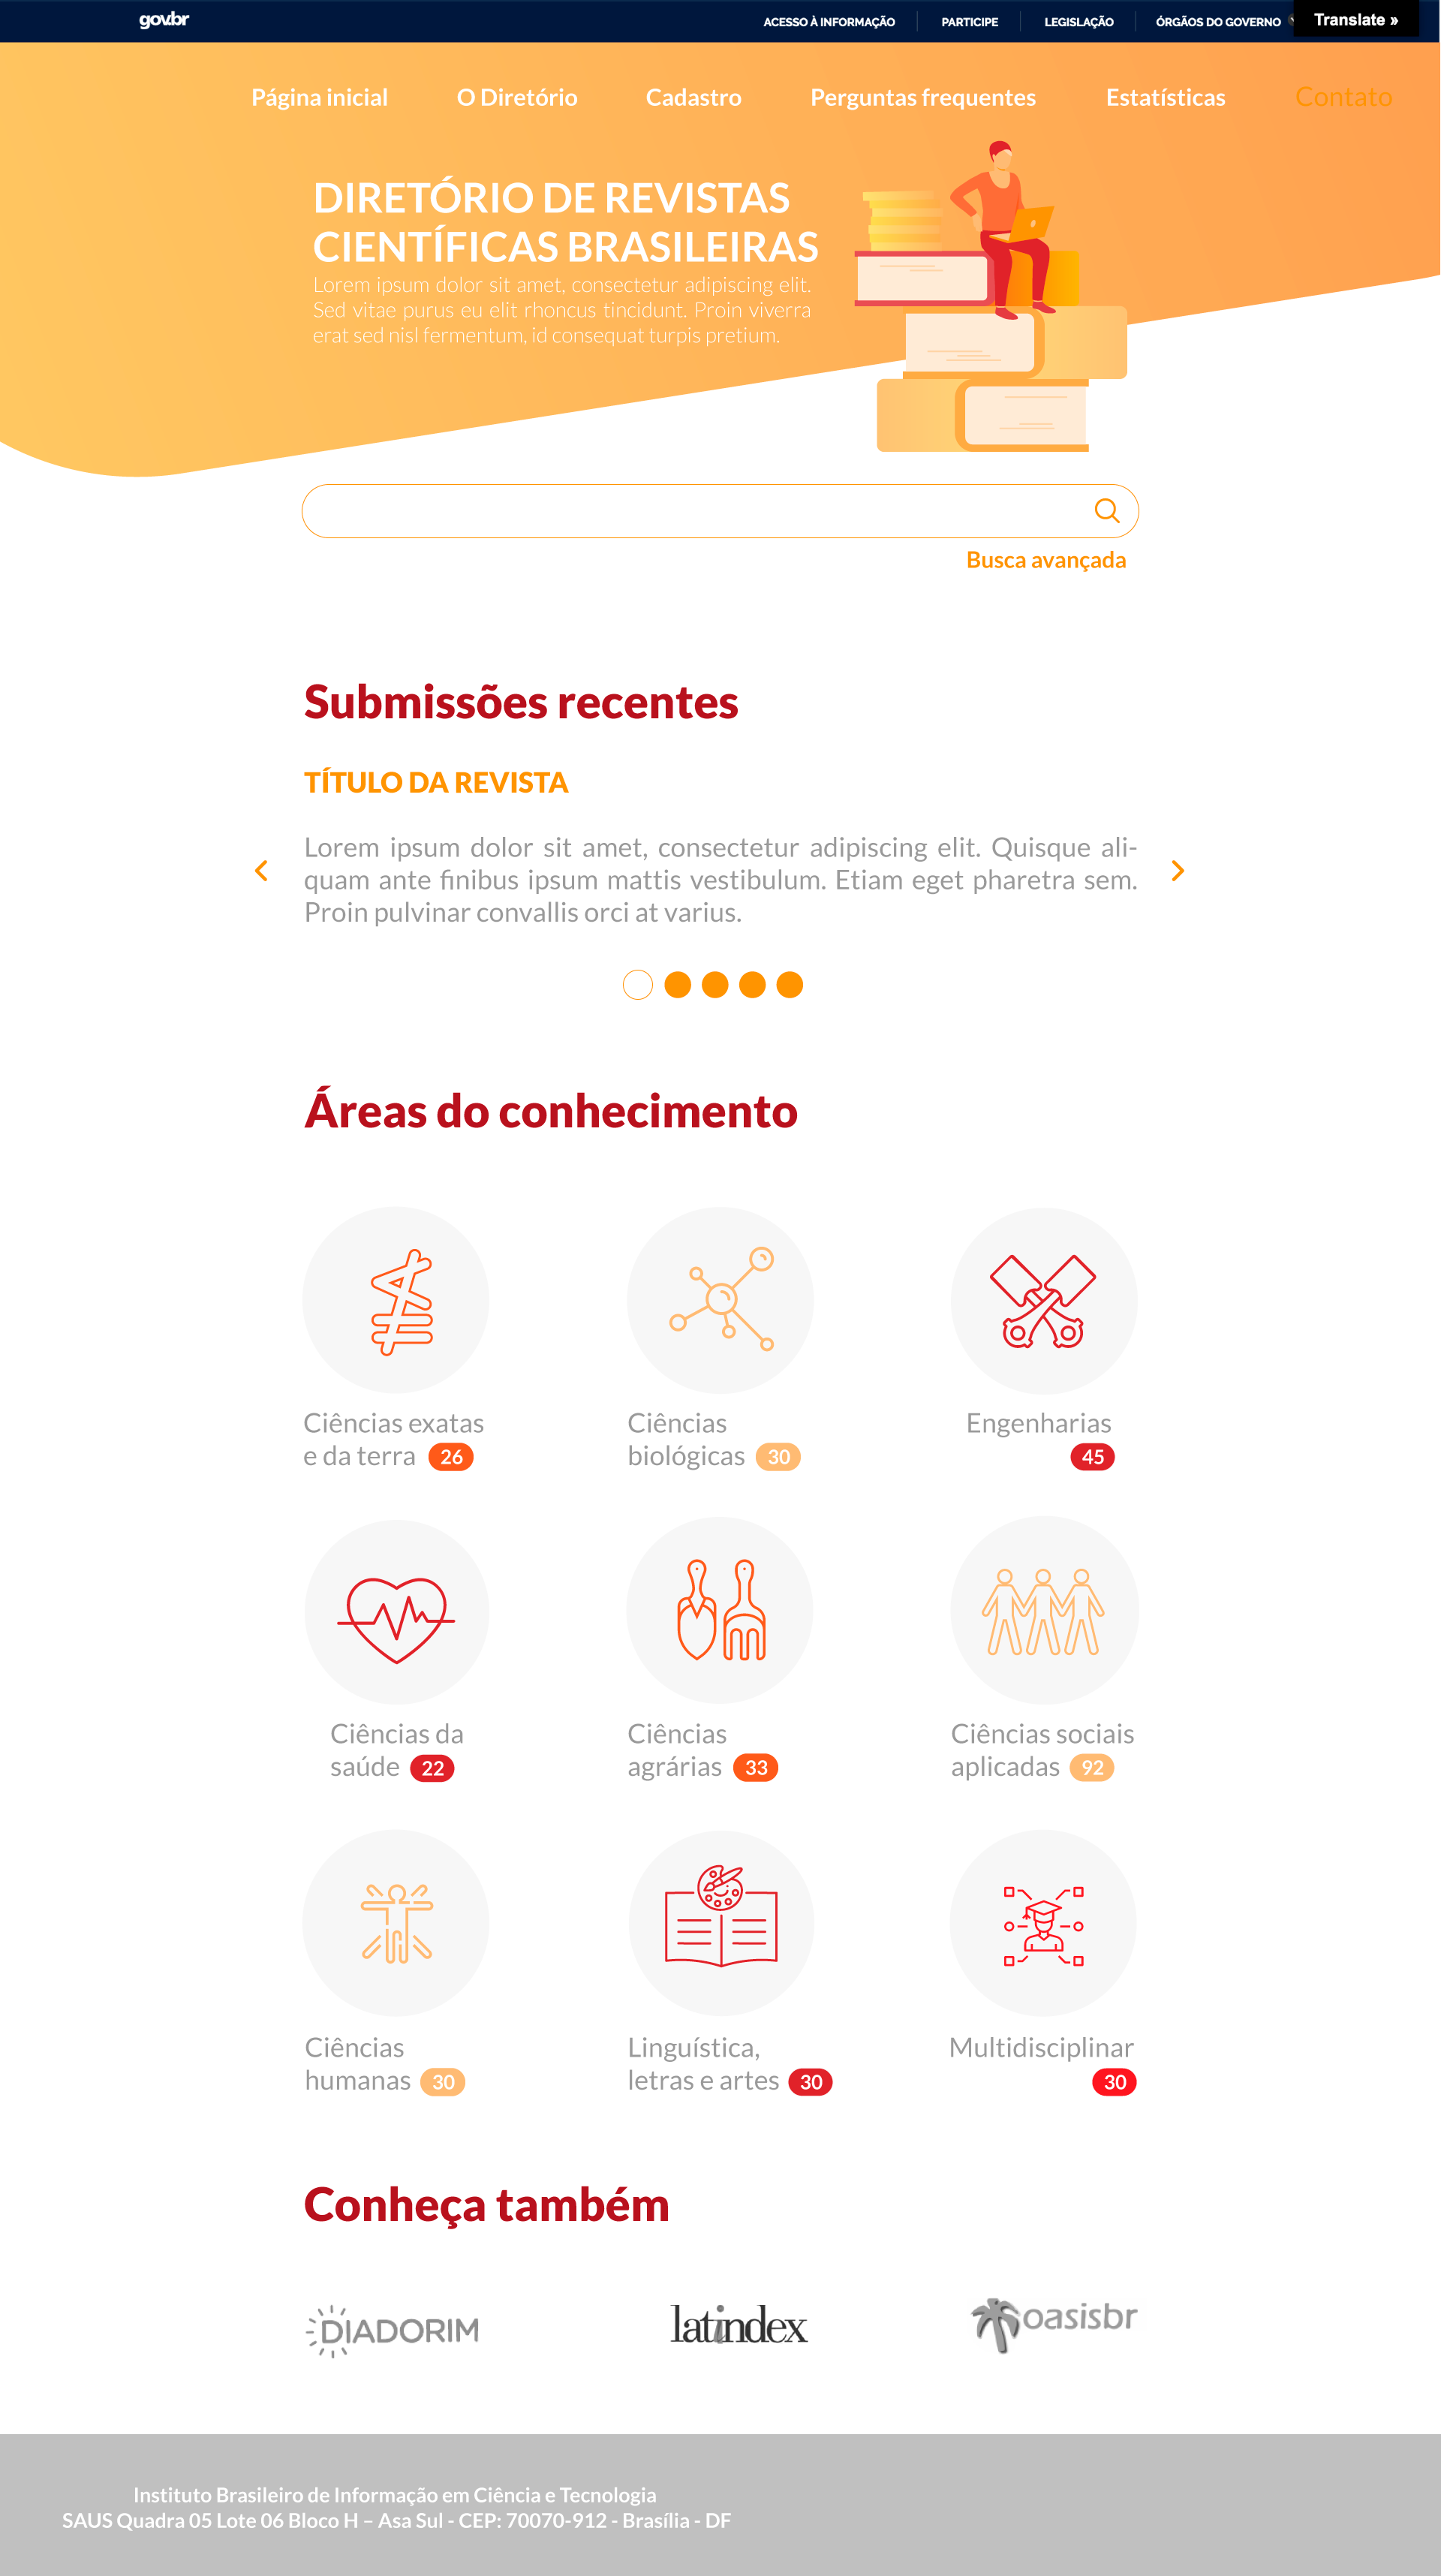 govbr
ACESSO À INFORMAÇÃO
PARTICIPE
LEGISLAÇÃO
ÓRGÃOS DO GOVERNO
Translate »
Página inicial
O Diretório
Cadastro
Perguntas frequentes
Estatísticas
Contato
DIRETÓRIO DE REVISTAS
CIENTÍFICAS BRASILEIRAS
Lorem ipsum dolor sit amet, consectetur adipiscing elit.
Sed vitae purus eu elit rhoncus tincidunt. Proin viverra
erat sed nisl fermentum, id consequat turpis pretium.
Busca avançada
Submissões recentes
TÍTULO DA REVISTA
Lorem ipsum dolor sit amet, consectetur adipiscing elit. Quisque ali-
quam ante finibus ipsum mattis vestibulum. Etiam eget pharetra sem.
Proin pulvinar convallis orci at varius.
Áreas do conhecimento
Ciências exatas
e da terra 26
Ciências
biológicas 30
Engenharias
45
Ciências da
saúde 22
Ciências
agrárias 33
Ciências sociais
aplicadas 92
Ciências
humanas 30
Linguística,
letras e artes 30
Multidisciplinar
30
Conheça também
DIADORIM
latindex
oasisbr
Instituto Brasileiro de Informação em Ciência e Tecnologia
SAUS Quadra 05 Lote 06 Bloco H – Asa Sul - CEP: 70070-912 - Brasília - DF